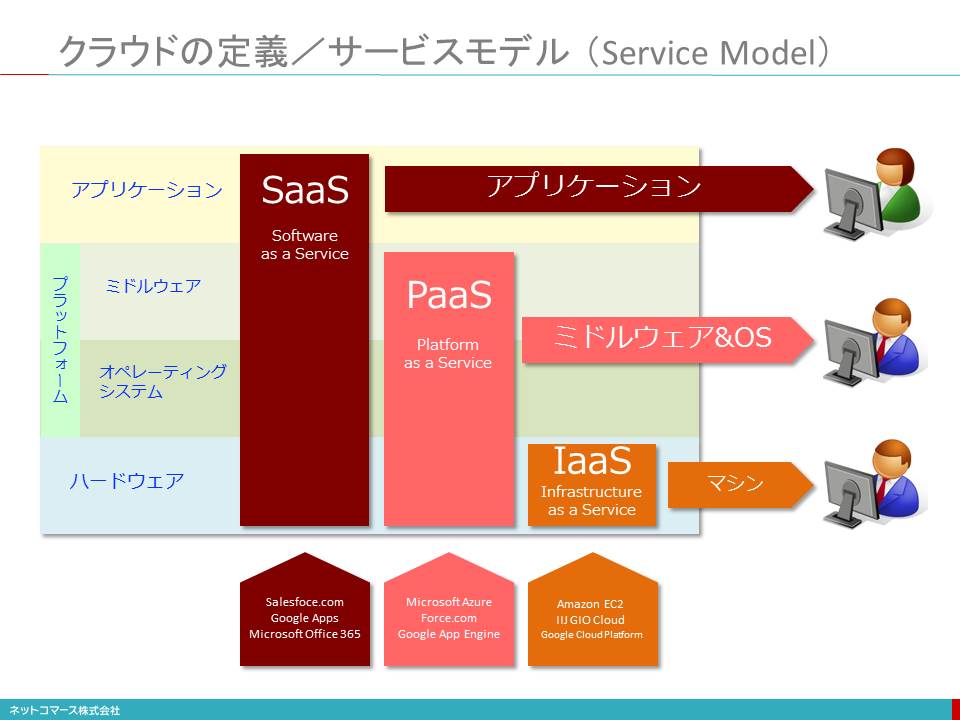 クラウドの定義／サービスモデル（Service Model）
アプリケーション
SaaS
Software
as a Service
アプリケーション
プラットフォーム
ミドルウェア
PaaS
Platform
as a Service
ミドルウェア&OS
オペレーティング
システム
ハードウェア
IaaS
Infrastructure
as a Service
マシン
Salesfoce.com
Google Apps
Microsoft Office 365
Microsoft Azure
Force.com
Google App Engine
Amazon EC2
IIJ GIO Cloud
Google Cloud Platform
ネットコマース株式会社